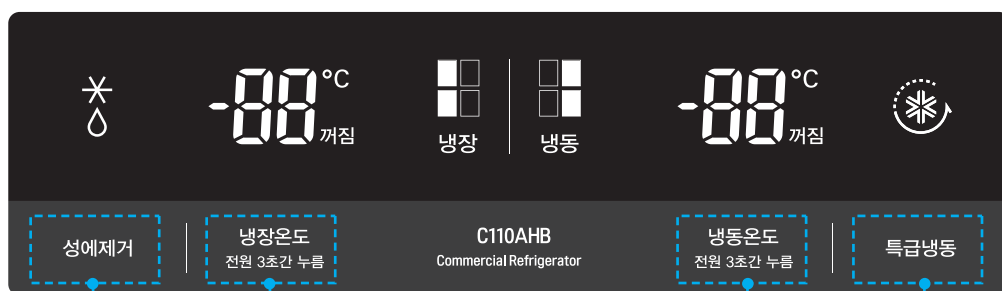 -88°C 꺼짐
냉장
냉동
-88°C 꺼짐
성에제거
냉장온도
전원 3초간 누름
C110AHB
Commercial Refrigerator
냉동온도
전원 3초간 누름
특급냉동